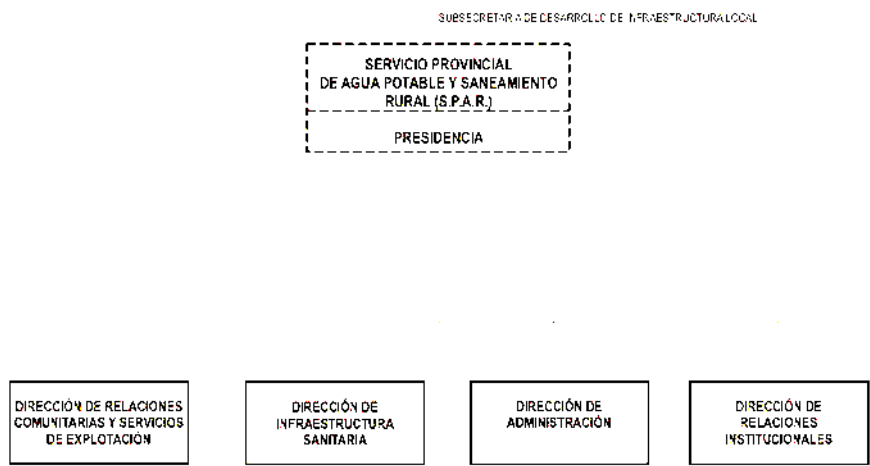 SUBSECRETARIA DE DESARROLLO DE INFRAESTRUCTURA LOCAL
SERVICIO PROVINCIAL
DE AGUA POTABLE Y SANEAMIENTO
RURAL (S.P.A.R.)
PRESIDENCIA
DIRECCIÓN DE RELACIONES
COMUNITARIAS Y SERVICIOS
DE EXPLOTACIÓN
DIRECCIÓN DE
INFRAESTRUCTURA
SANITARIA
DIRECCIÓN DE
ADMINISTRACIÓN
DIRECCIÓN DE
RELACIONES
INSTITUCIONALES